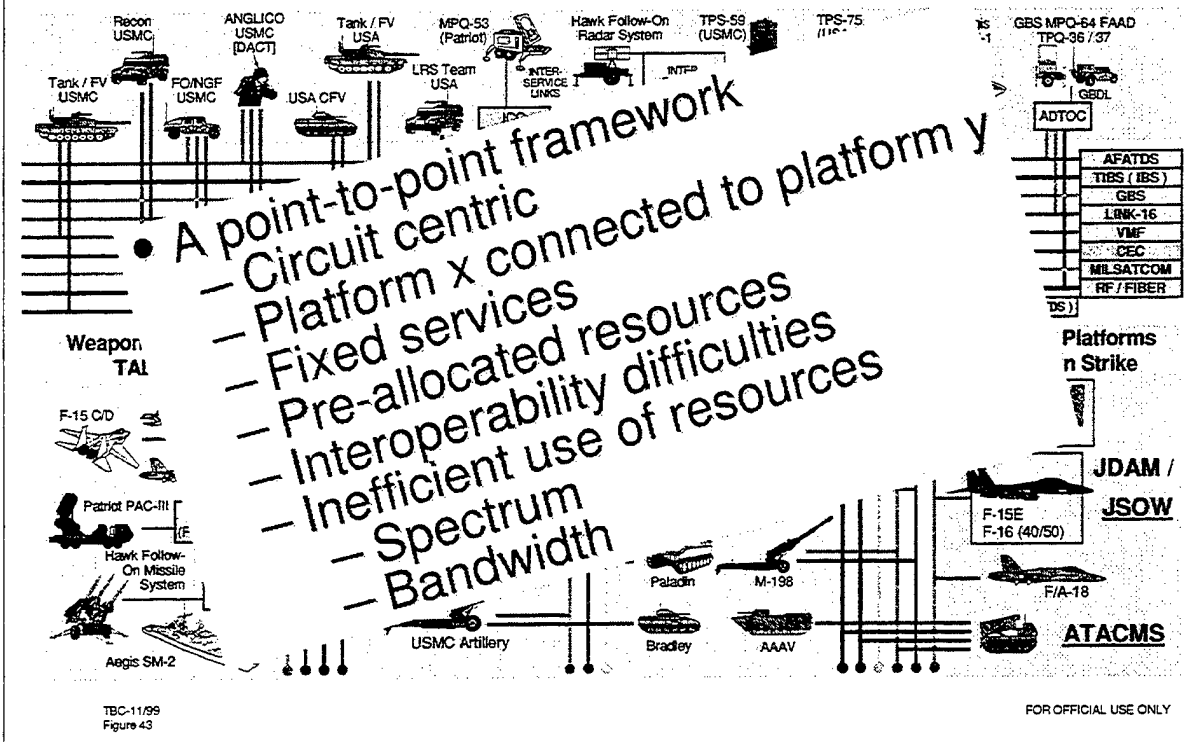 Recon
USMC
ANGLICO
USMC
[DACT]
Tank / FV
USA
MPQ-53
(Patriot)
Hawk Follow-On
Radar System
TPS-59
(USMC)
TPS-75
GBS MPQ-64 FAAD
TPQ-36 / 37
Tank / FV
USMC
FO/NGF
USMC
USA CFV
LRS Team
USA
INTER-
SERVICE
LINKS
GBDL
ADTOC
AFATDS
TIBS ( IBS )
GBS
LINK-16
VMF
CEC
MILSATCOM
RF / FIBER
DS )
• A point-to-point framework
– Circuit centric
– Platform x connected to platform y
– Fixed services
– Pre-allocated resources
– Interoperability difficulties
– Inefficient use of resources
– Spectrum
– Bandwidth
Weapon
Platforms
n Strike
F-15 C/D
Patriot PAC-III
Hawk Follow-
On Missile
System
Aegis SM-2
USMC Artillery
Paladin
M-198
Bradley
AAAV
JDAM /
JSOW
F-15E
F-16 (40/50)
F/A-18
ATACMS
TBC-11/99
Figure 43
FOR OFFICIAL USE ONLY